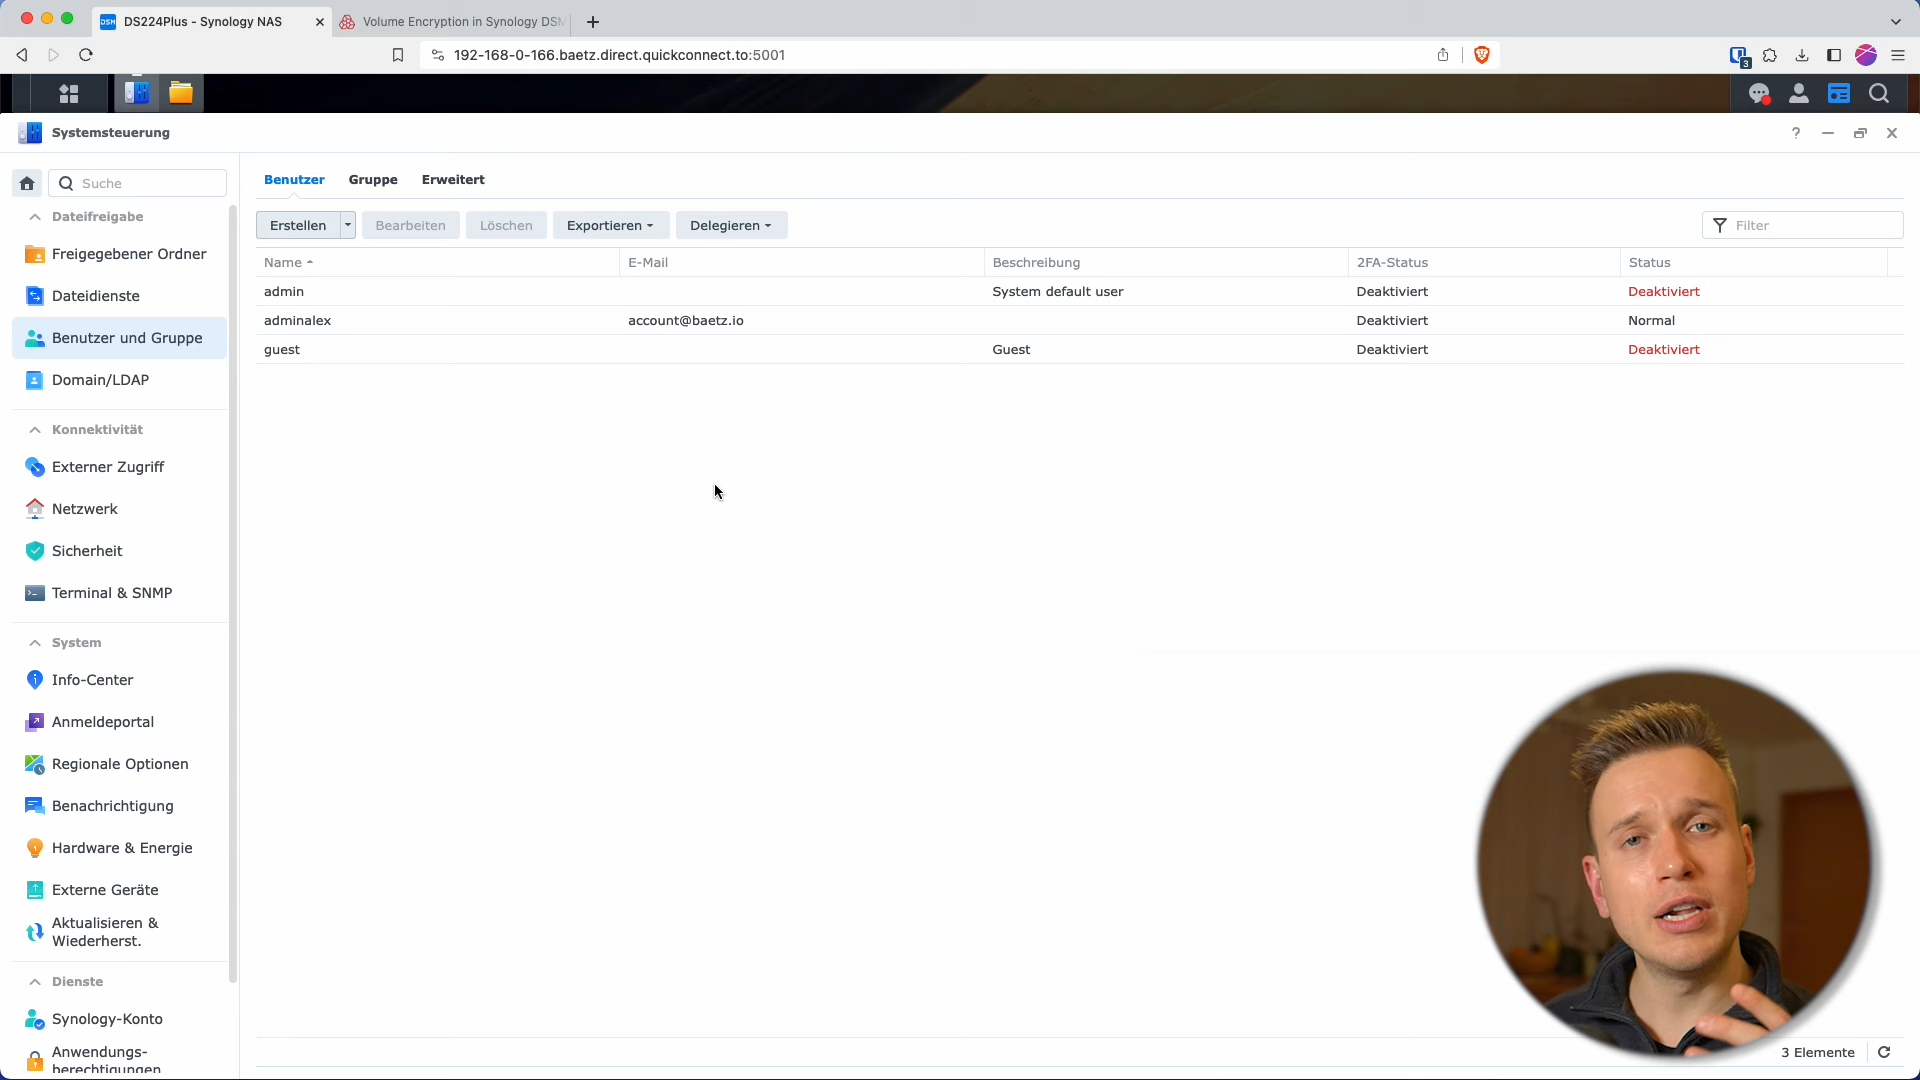 DSM DS224Plus - Synology NAS
Volume Encryption in Synology DSM
192-168-0-166.baetz.direct.quickconnect.to:5001
3
Systemsteuerung
?
Suche
Dateifreigabe
Freigegebener Ordner
Dateidienste
Benutzer und Gruppe
Domain/LDAP
Konnektivität
Externer Zugriff
Netzwerk
Sicherheit
Terminal & SNMP
System
Info-Center
Anmeldeportal
Regionale Optionen
Benachrichtigung
Hardware & Energie
Externe Geräte
Aktualisieren &
Wiederherst.
Dienste
Synology-Konto
Anwendungs-
berechtigungen
Benutzer Gruppe Erweitert
Erstellen Bearbeiten Löschen Exportieren Delegieren Filter
Name E-Mail Beschreibung 2FA-Status Status
admin System default user Deaktiviert Deaktiviert
adminalex account@baetz.io Deaktiviert Normal
guest Guest Deaktiviert Deaktiviert
3 Elemente